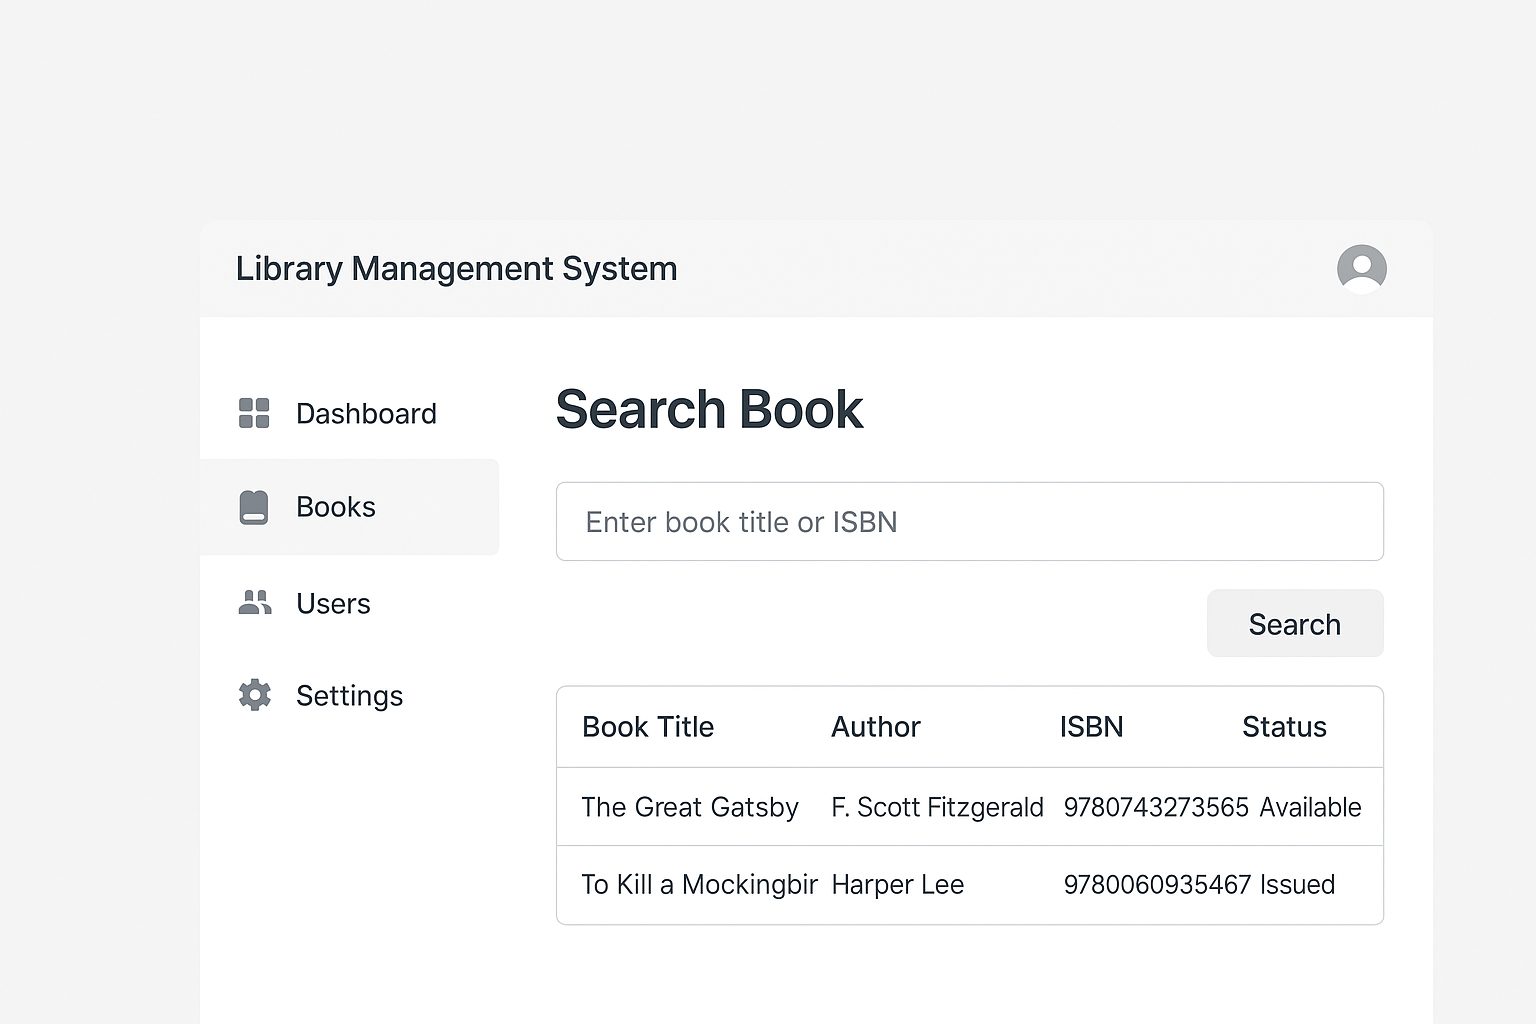 Library Management System
Dashboard
Books
Users
Settings
Search Book
Enter book title or ISBN
Search
Book Title Author ISBN Status
The Great Gatsby F. Scott Fitzgerald 9780743273565 Available
To Kill a Mockingbir Harper Lee 9780060935467 Issued